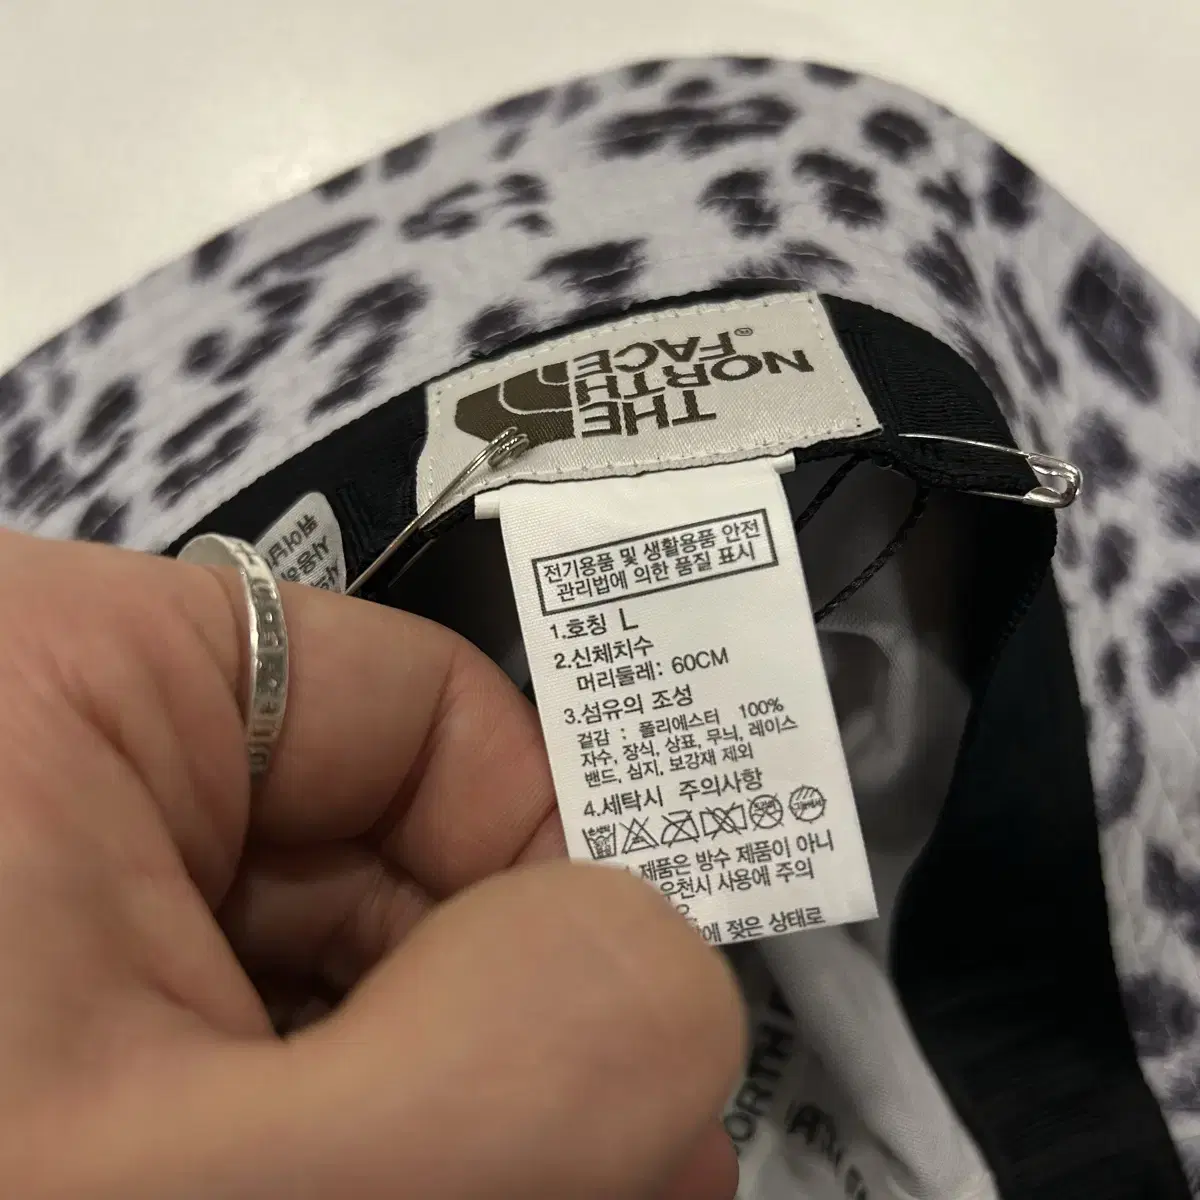 THE
NORTH
FACE
®
전기용품 및 생활용품 안전
관리법에 의한 품질 표시
1.호칭 L
2.신체치수
머리둘레: 60CM
3.섬유의 조성
겉감 : 폴리에스터 100%
자수, 장식, 상표, 무늬, 레이스
밴드, 심지, 보강재 제외
4.세탁시 주의사항
제품은 방수 제품이 아니
우천시 사용에 주의
젖은 상태로